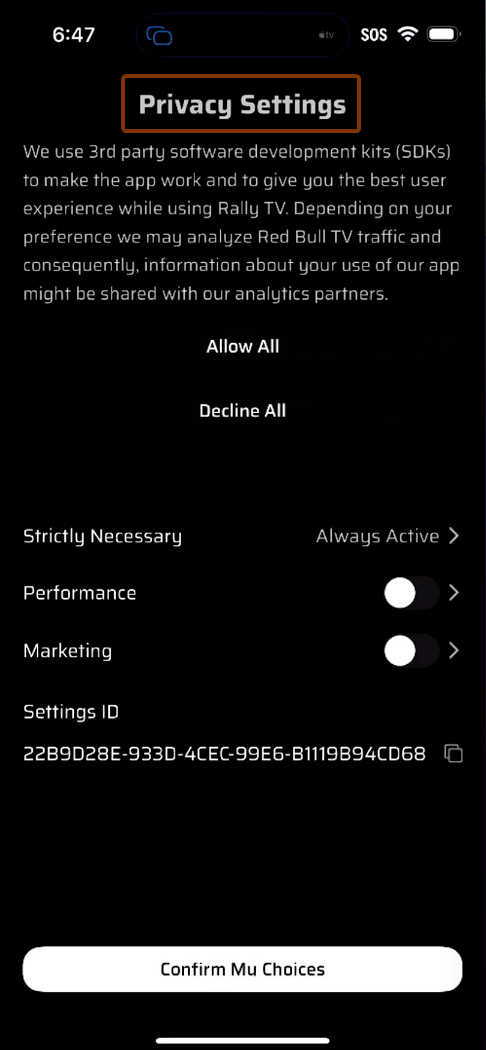 6:47
tv
SOS
Privacy Settings
We use 3rd party software development kits (SDKs)
to make the app work and to give you the best user
experience while using Rally TV. Depending on your
preference we may analyze Red Bull TV traffic and
consequently, information about your use of our app
might be shared with our analytics partners.
Allow All
Decline All
Strictly Necessary
Always Active
Performance
Marketing
Settings ID
22B9D28E-933D-4CEC-99E6-B1119B94CD68
Confirm Mu Choices